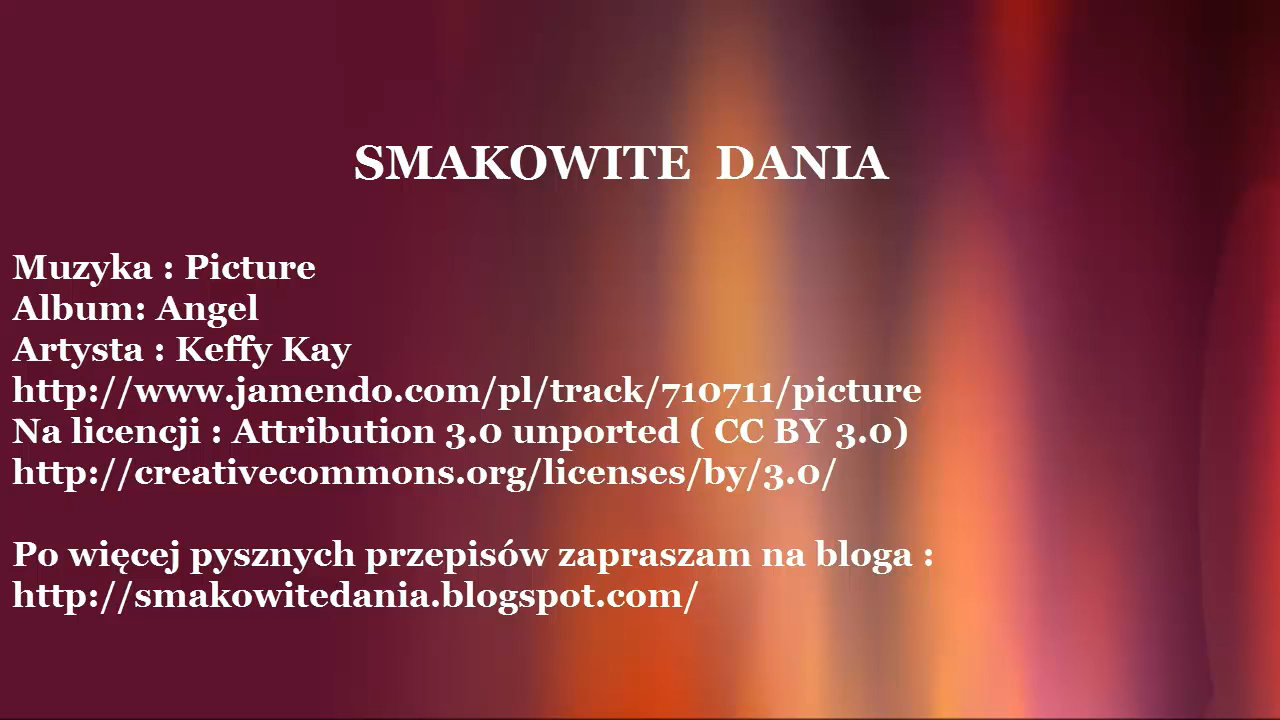 SMAKOWITE DANIA
Muzyka : Picture
Album: Angel
Artysta : Keffy Kay
http://www.jamendo.com/pl/track/710711/picture
Na licencji : Attribution 3.0 unported ( CC BY 3.0)
http://creativecommons.org/licenses/by/3.0/
Po więcej pysznych przepisów zapraszam na bloga :
http://smakowitedania.blogspot.com/